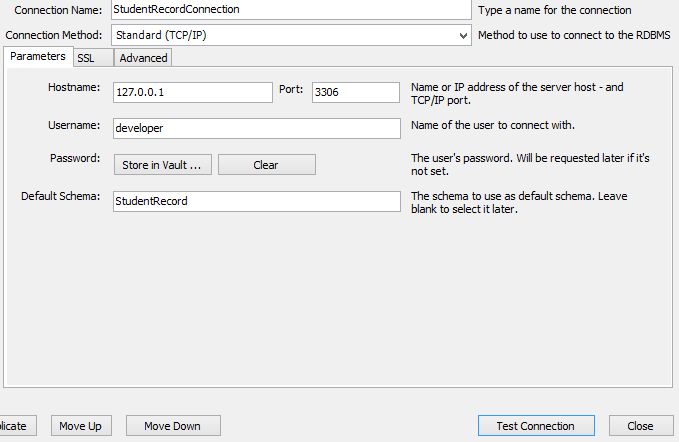 Connection Name: StudentRecordConnection Type a name for the connection
Connection Method: Standard (TCP/IP) Method to use to connect to the RDBMS
Parameters SSL Advanced
Hostname: 127.0.0.1 Port: 3306 Name or IP address of the server host - and
TCP/IP port.
Username: developer Name of the user to connect with.
Password: Store in Vault ... Clear The user's password. Will be requested later if it's
not set.
Default Schema: StudentRecord The schema to use as default schema. Leave
blank to select it later.
plicate Move Up Move Down Test Connection Close